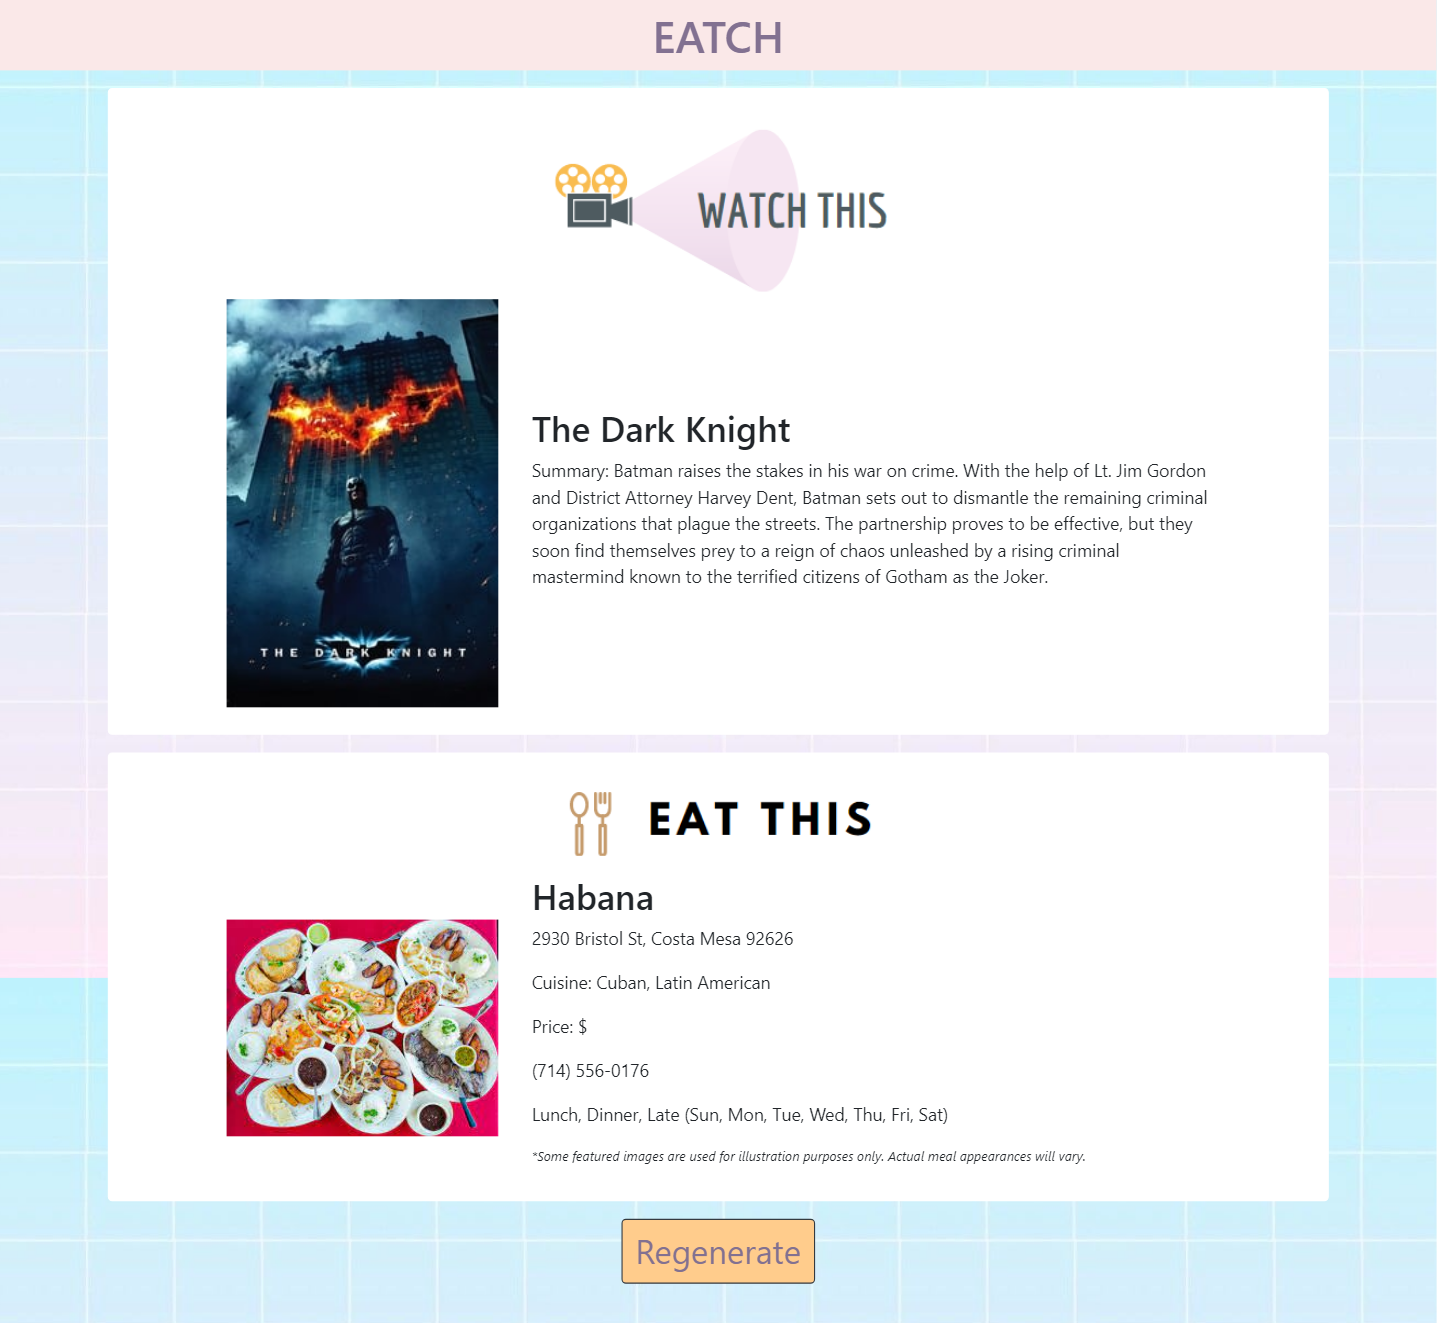 EATCH
WATCH THIS
THE DARK KNIGHT
The Dark Knight
Summary: Batman raises the stakes in his war on crime. With the help of Lt. Jim Gordon
and District Attorney Harvey Dent, Batman sets out to dismantle the remaining criminal
organizations that plague the streets. The partnership proves to be effective, but they
soon find themselves prey to a reign of chaos unleashed by a rising criminal
mastermind known to the terrified citizens of Gotham as the Joker.
EAT THIS
Habana
2930 Bristol St, Costa Mesa 92626
Cuisine: Cuban, Latin American
Price: $
(714) 556-0176
Lunch, Dinner, Late (Sun, Mon, Tue, Wed, Thu, Fri, Sat)
*Some featured images are used for illustration purposes only. Actual meal appearances will vary.
Regenerate